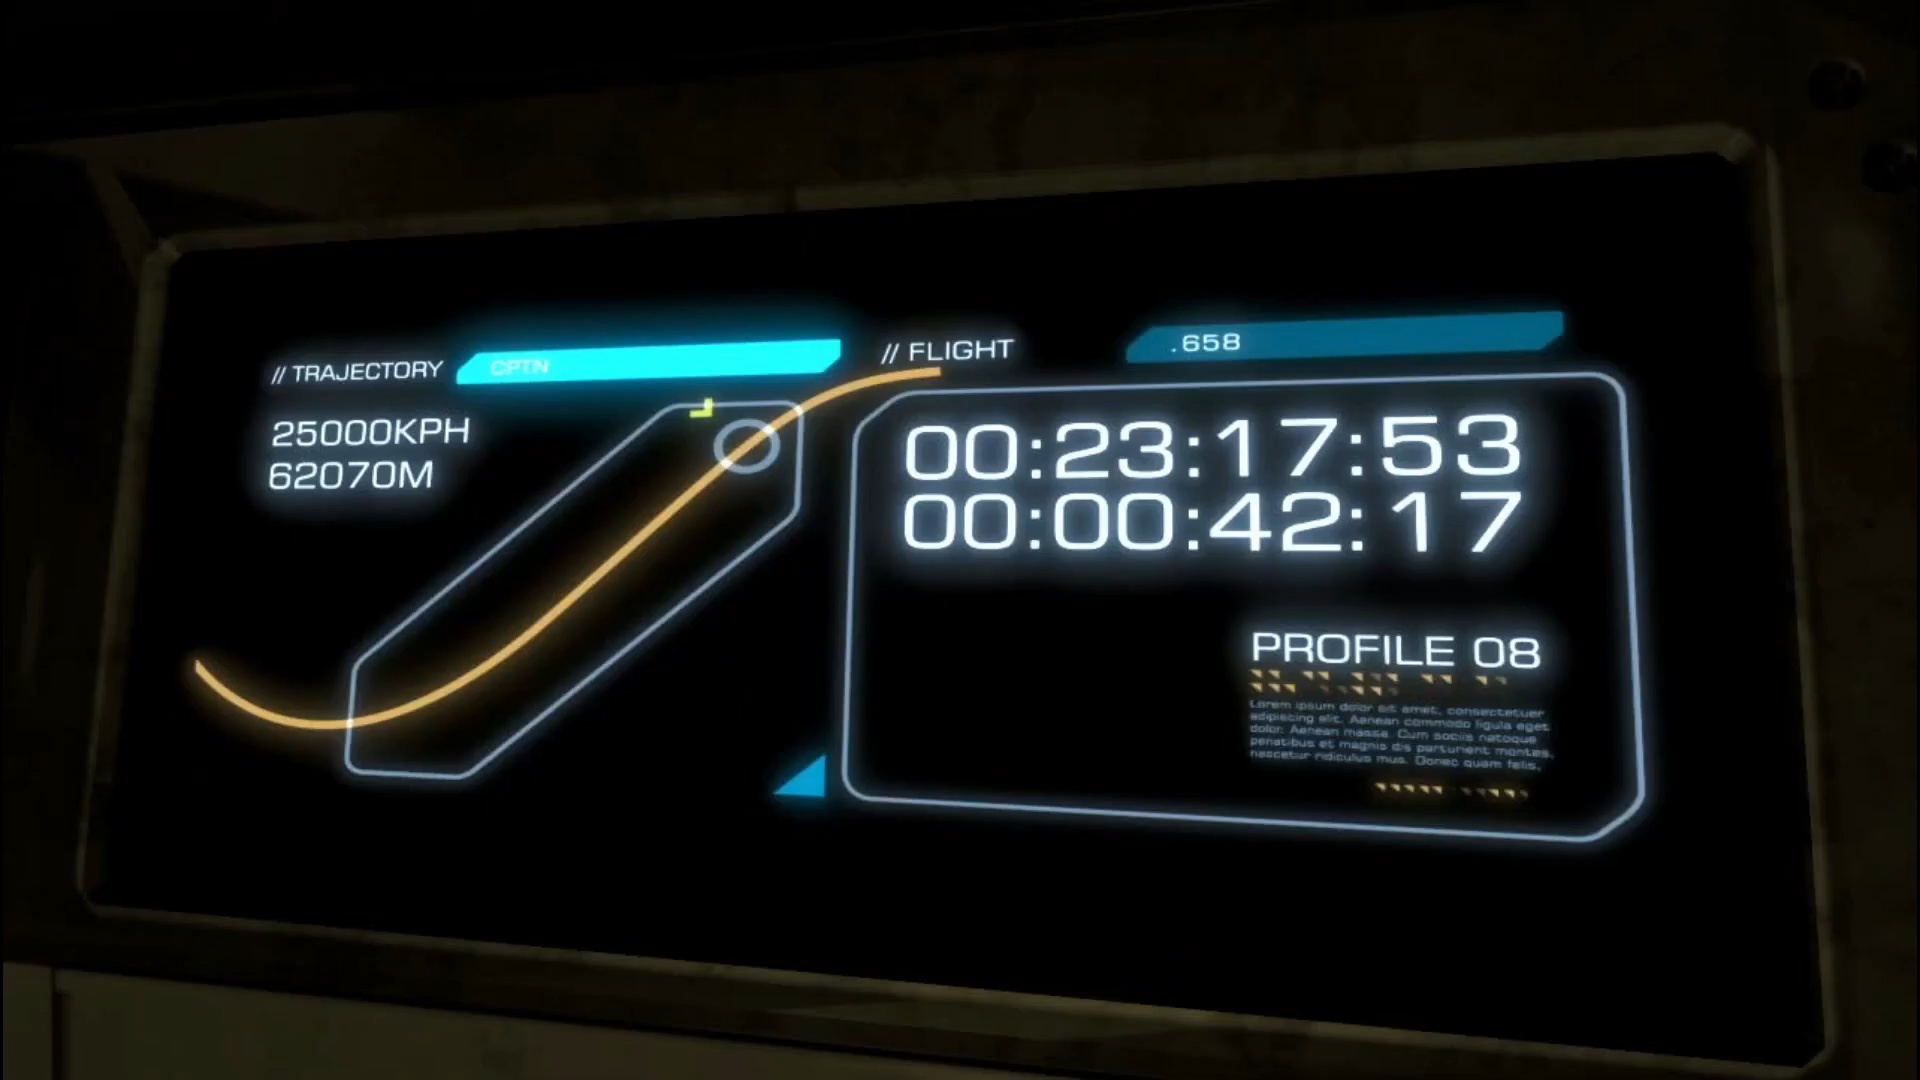 // TRAJECTORY
CPTN
25000KPH
62070M
// FLIGHT
.658
00:23:17:53
00:00:42:17
PROFILE 08
Lorem ipsum dolor sit amet, consectetuer
adipiscing elit. Aenean commodo ligula eget
dolor. Aenean massa. Cum sociis natoque
penatibus et magnis dis parturient montes,
nascetur ridiculus mus. Donec quam felis,